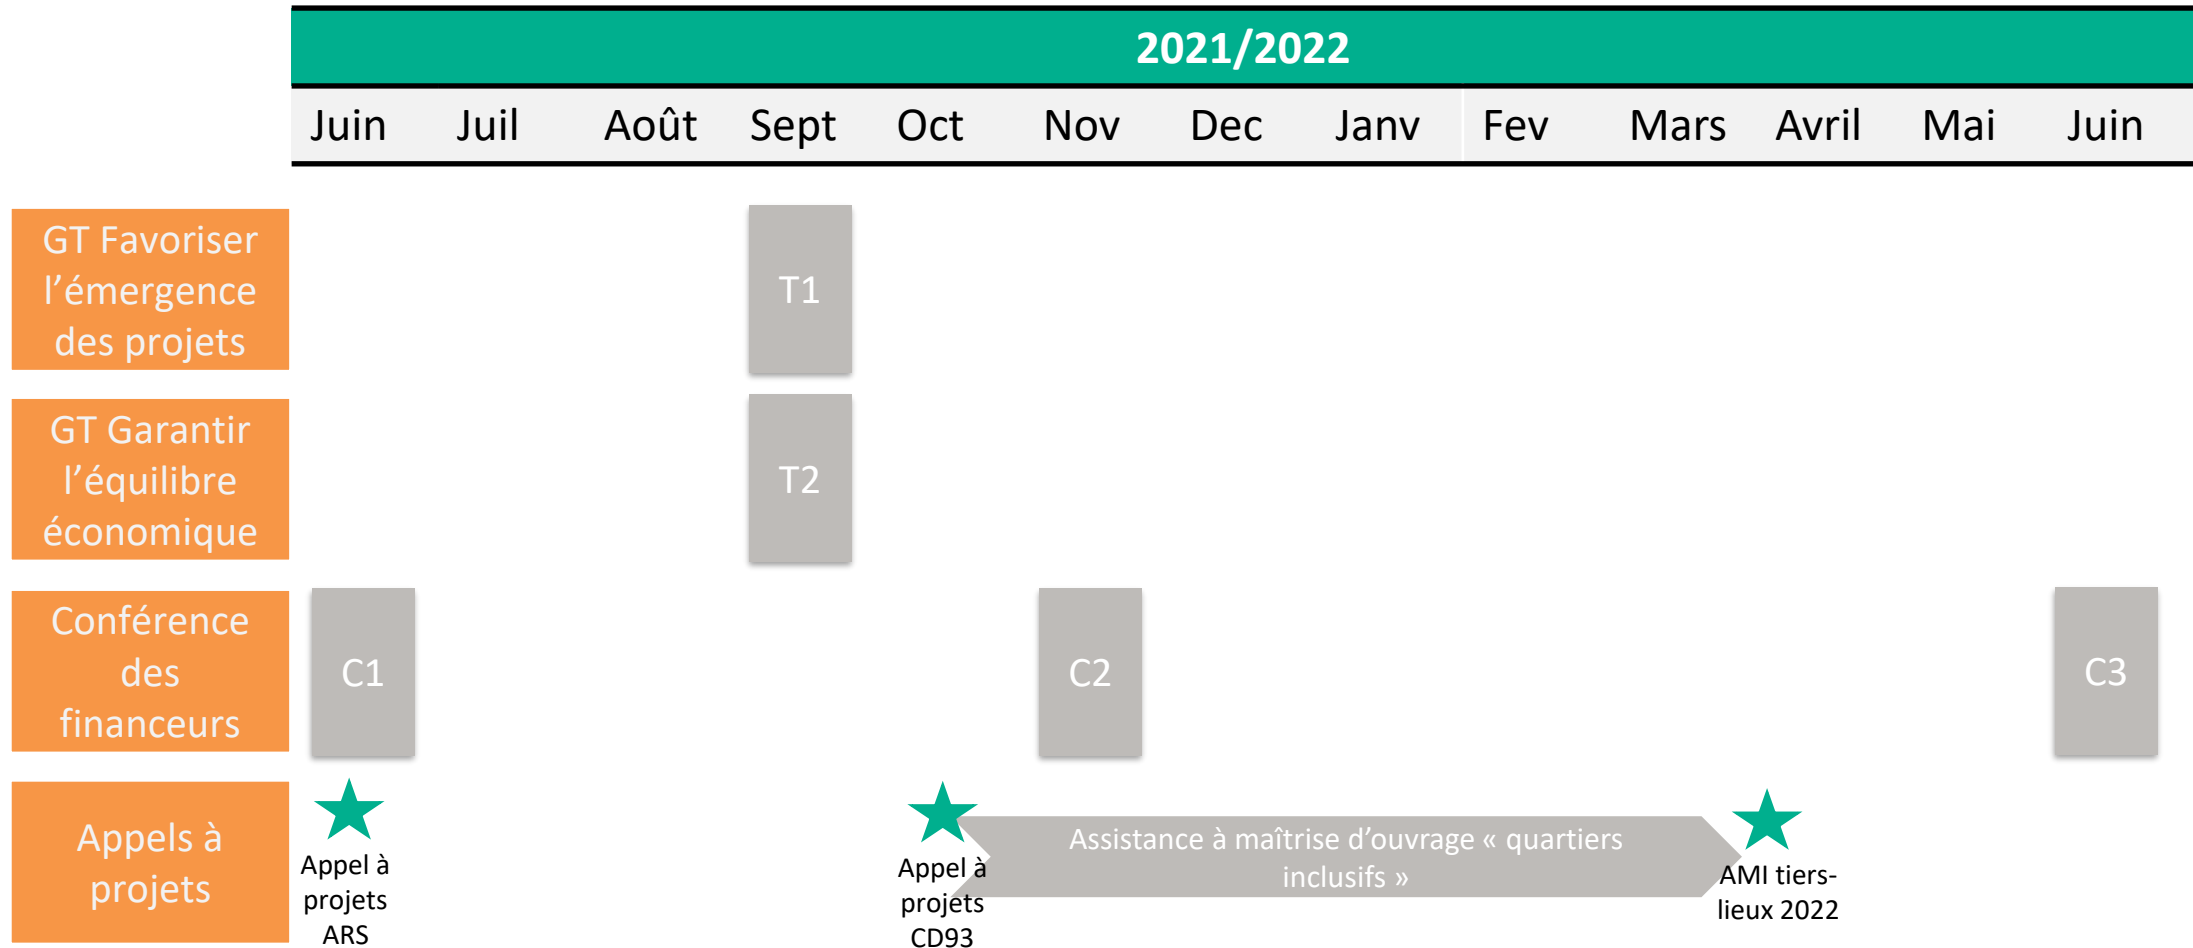 2021/2022
Juin Juil Août Sept Oct Nov Dec Janv Fev Mars Avril Mai Juin
GT Favoriser
l'émergence
des projets
T1
GT Garantir
l'équilibre
économique
T2
Conférence
des
financeurs
C1
C2
C3
Appels à
projets
Appel à
projets
ARS
Appel à
projets
CD93
Assistance à maîtrise d'ouvrage « quartiers
inclusifs »
AMI tiers-
lieux 2022